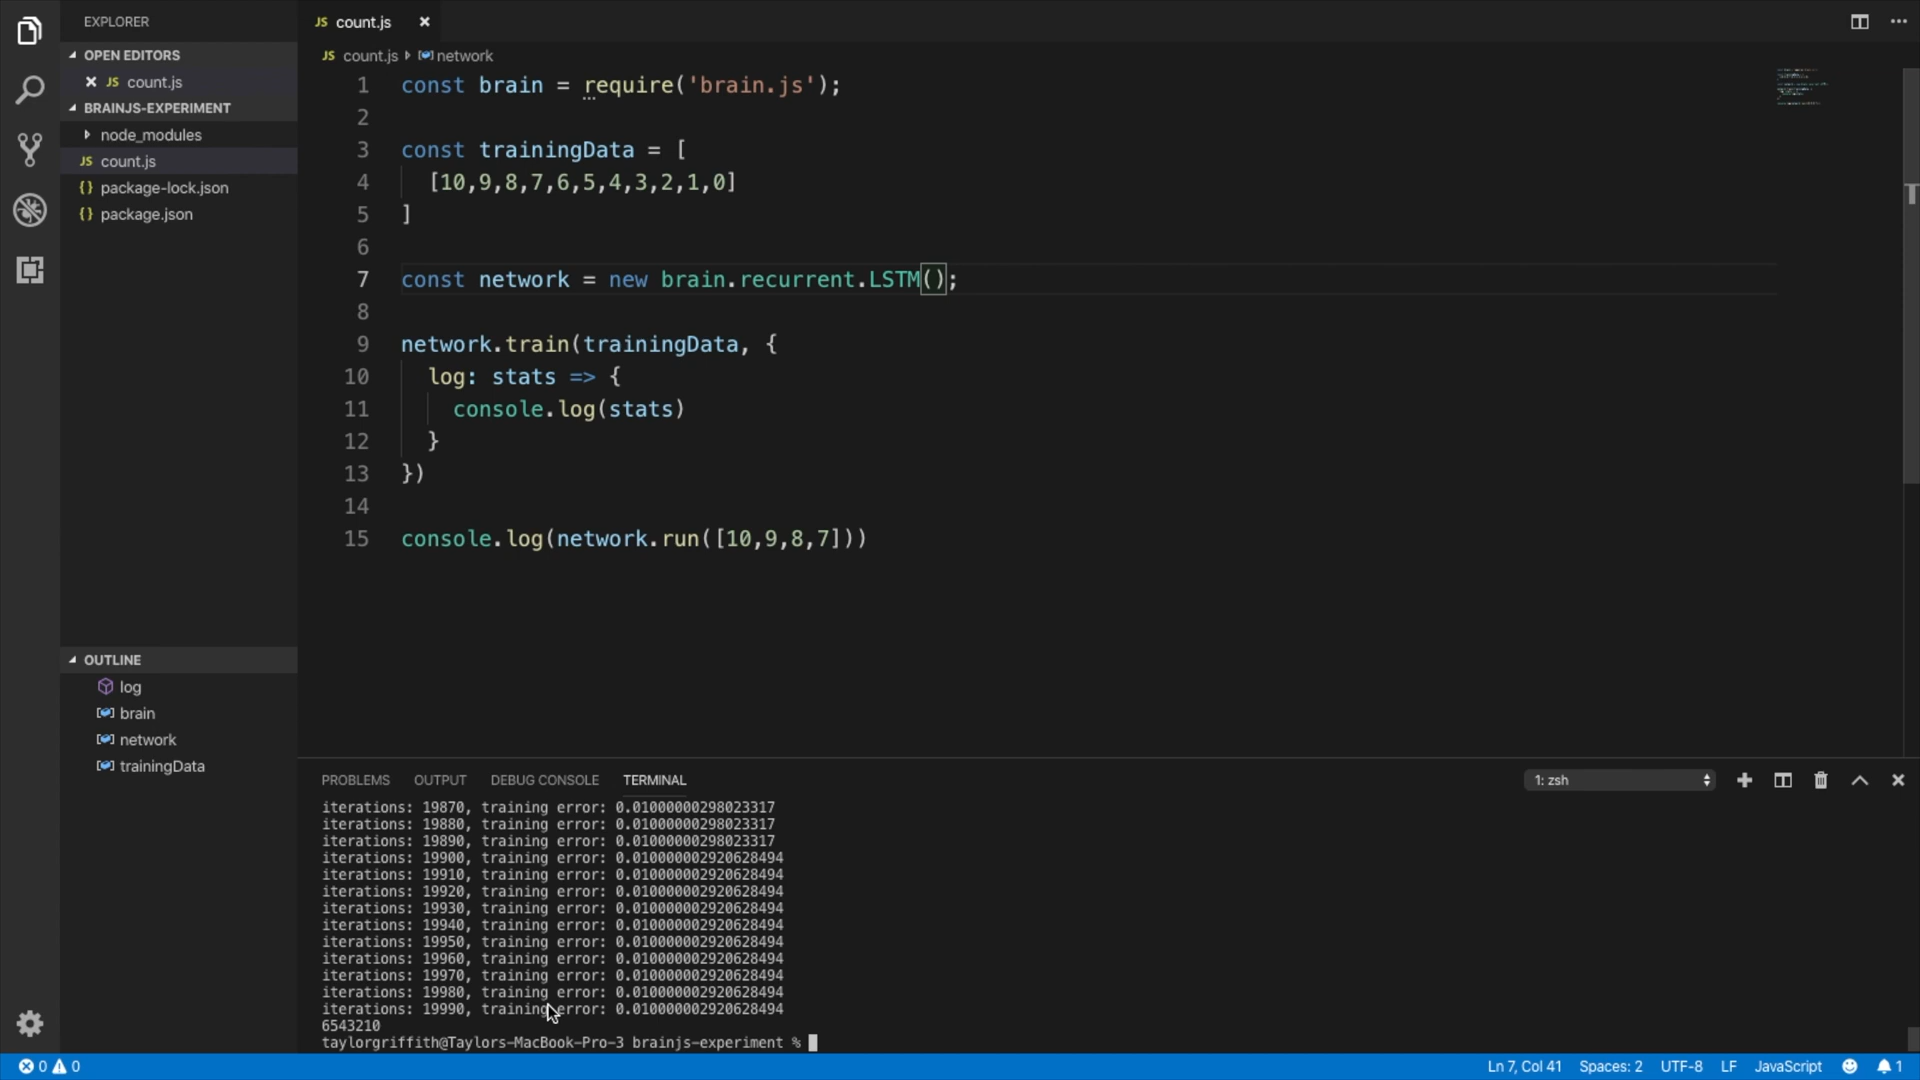 EXPLORER
OPEN EDITORS
JS count.js
BRAINJS-EXPERIMENT
node_modules
JS count.js
{} package-lock.json
{} package.json
OUTLINE
log
brain
network
trainingData
JS count.js
JS count.js network
1 const brain = require('brain.js');
2
3 const trainingData = [
4 [10,9,8,7,6,5,4,3,2,1,0]
5 ]
6
7 const network = new brain.recurrent.LSTM();
8
9 network.train(trainingData, {
10 log: stats => {
11 console.log(stats)
12 }
13 })
14
15 console.log(network.run([10,9,8,7]))
PROBLEMS OUTPUT DEBUG CONSOLE TERMINAL 1: zsh
iterations: 19870, training error: 0.01000000298023317
iterations: 19880, training error: 0.01000000298023317
iterations: 19890, training error: 0.01000000298023317
iterations: 19900, training error: 0.010000002920628494
iterations: 19910, training error: 0.010000002920628494
iterations: 19920, training error: 0.010000002920628494
iterations: 19930, training error: 0.010000002920628494
iterations: 19940, training error: 0.010000002920628494
iterations: 19950, training error: 0.010000002920628494
iterations: 19960, training error: 0.010000002920628494
iterations: 19970, training error: 0.010000002920628494
iterations: 19980, training error: 0.010000002920628494
iterations: 19990, training error: 0.010000002920628494
6543210
taylorgriffith@Taylors-MacBook-Pro-3 brainjs-experiment %
0 0 Ln 7, Col 41 Spaces: 2 UTF-8 LF JavaScript 1